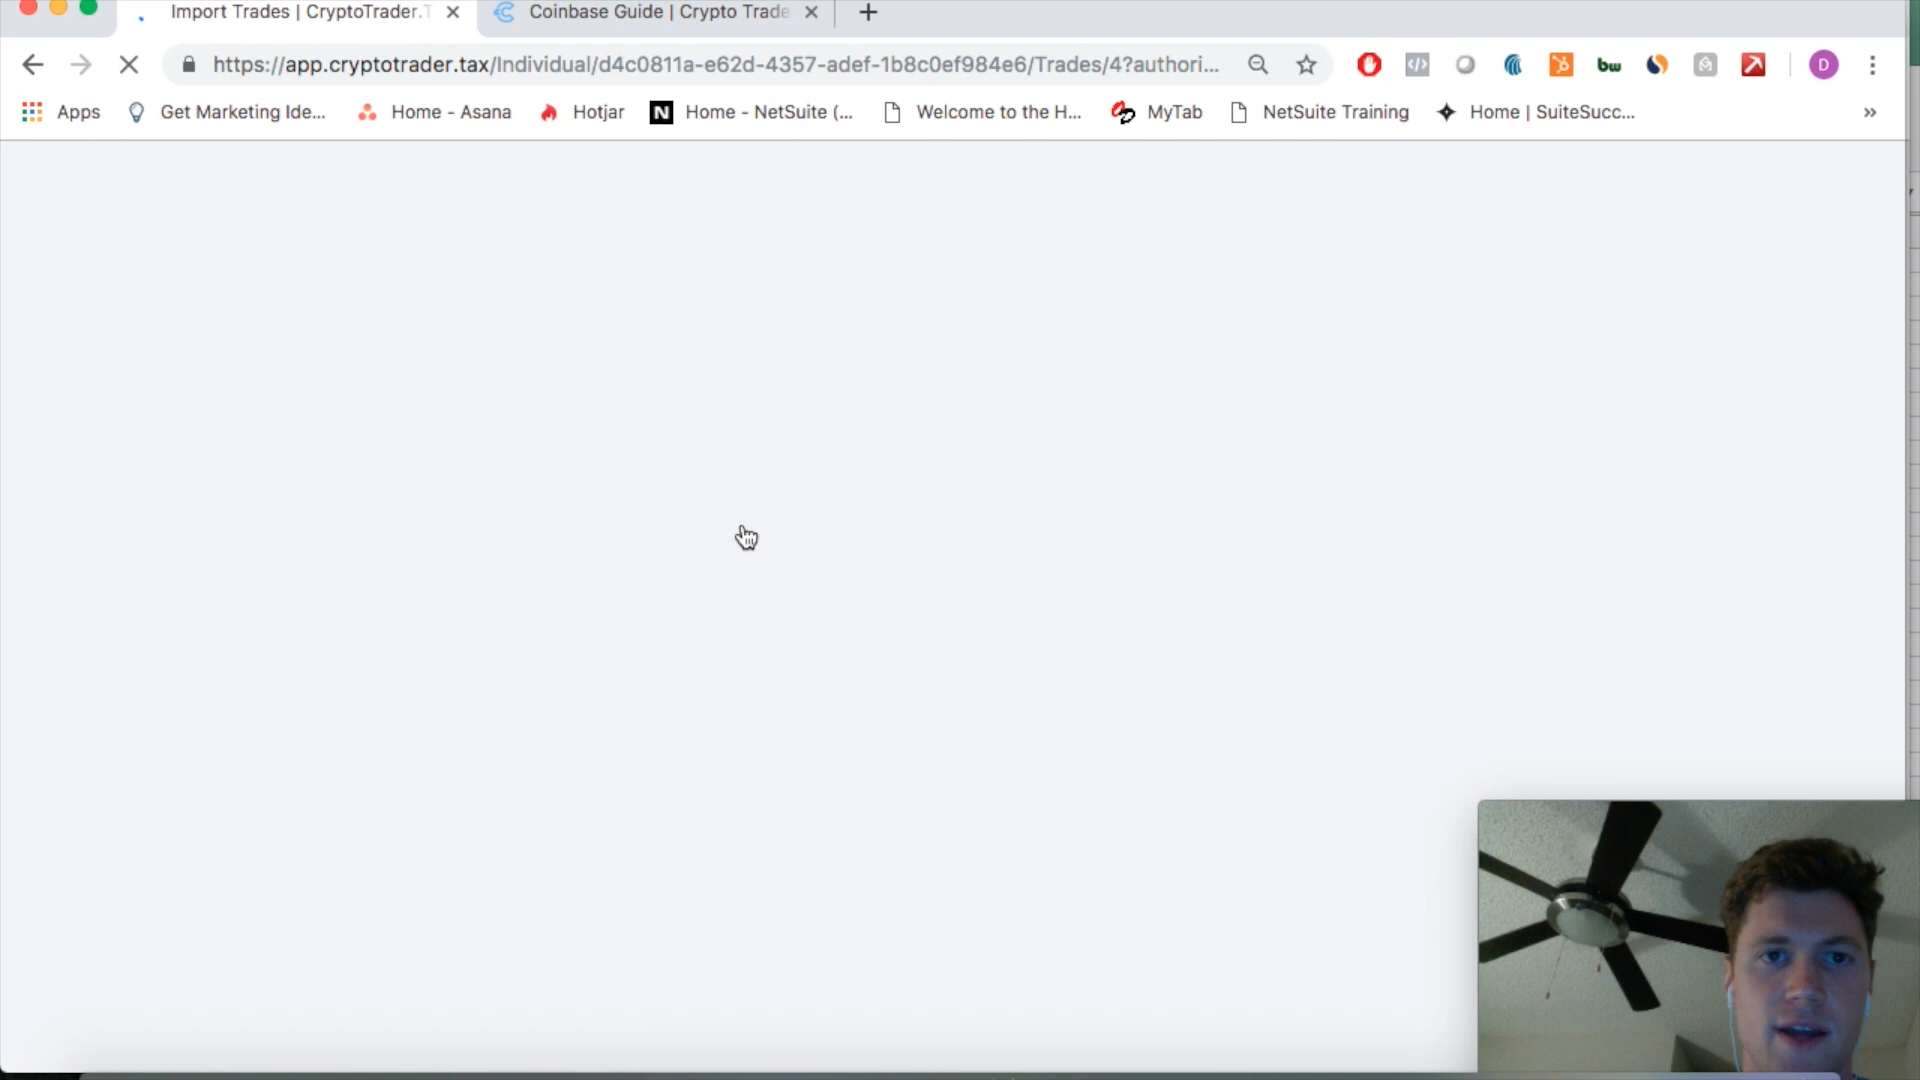 Import Trades | CryptoTrader.T
Coinbase Guide | Crypto Trade
https://app.cryptotrader.tax/Individual/d4c0811a-e62d-4357-adef-1b8c0ef984e6/Trades/4?authori...
bw
D
Apps
Get Marketing Ide...
Home - Asana
Hotjar
N
Home - NetSuite (...
Welcome to the H...
MyTab
NetSuite Training
Home | SuiteSucc...